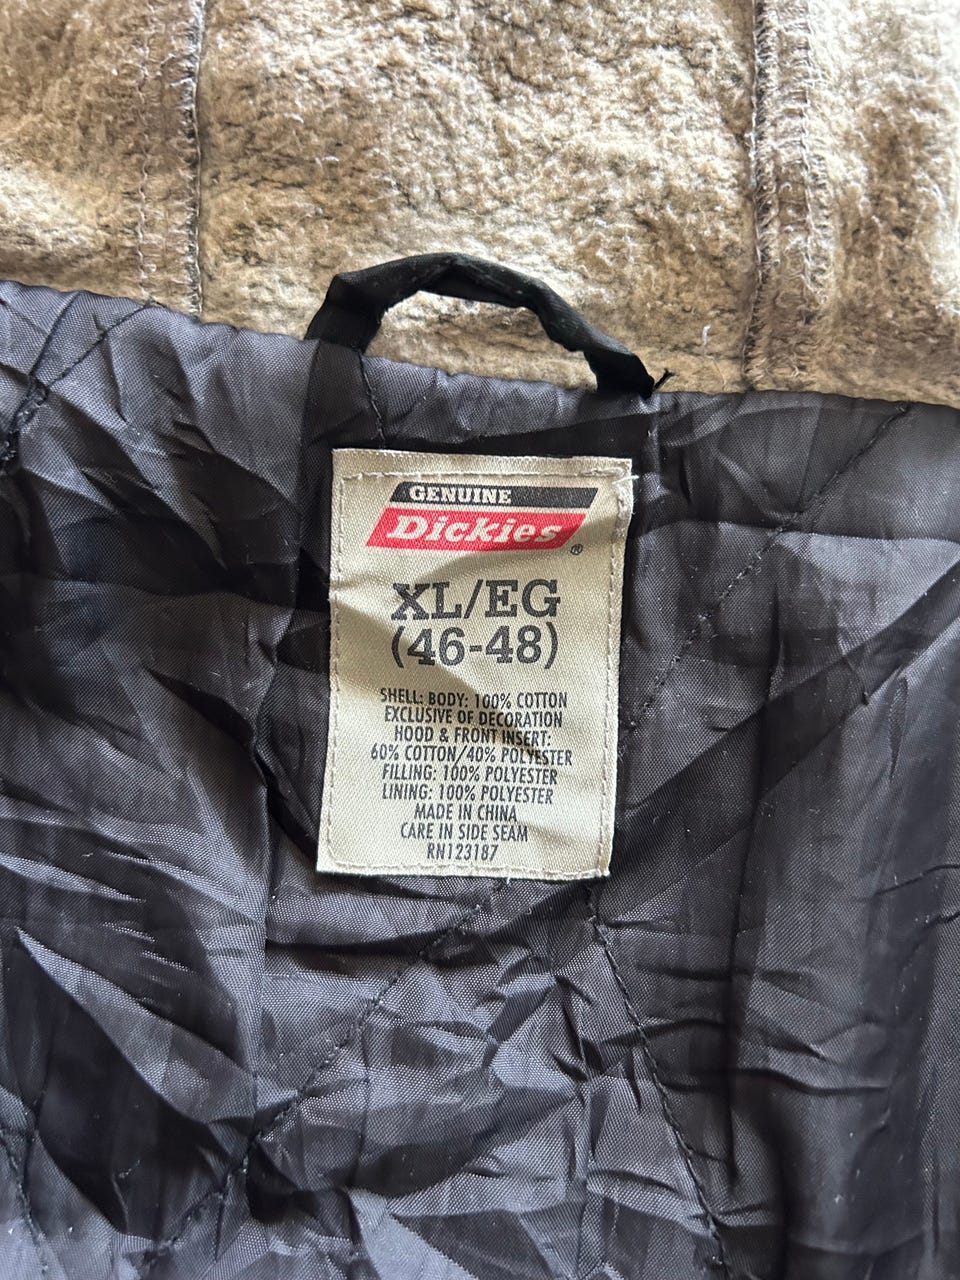 GENUINE
Dickies®
XL/EG
(46-48)
SHELL: BODY: 100% COTTON
EXCLUSIVE OF DECORATION
HOOD & FRONT INSERT:
60% COTTON/40% POLYESTER
FILLING: 100% POLYESTER
LINING: 100% POLYESTER
MADE IN CHINA
CARE IN SIDE SEAM
RN123187